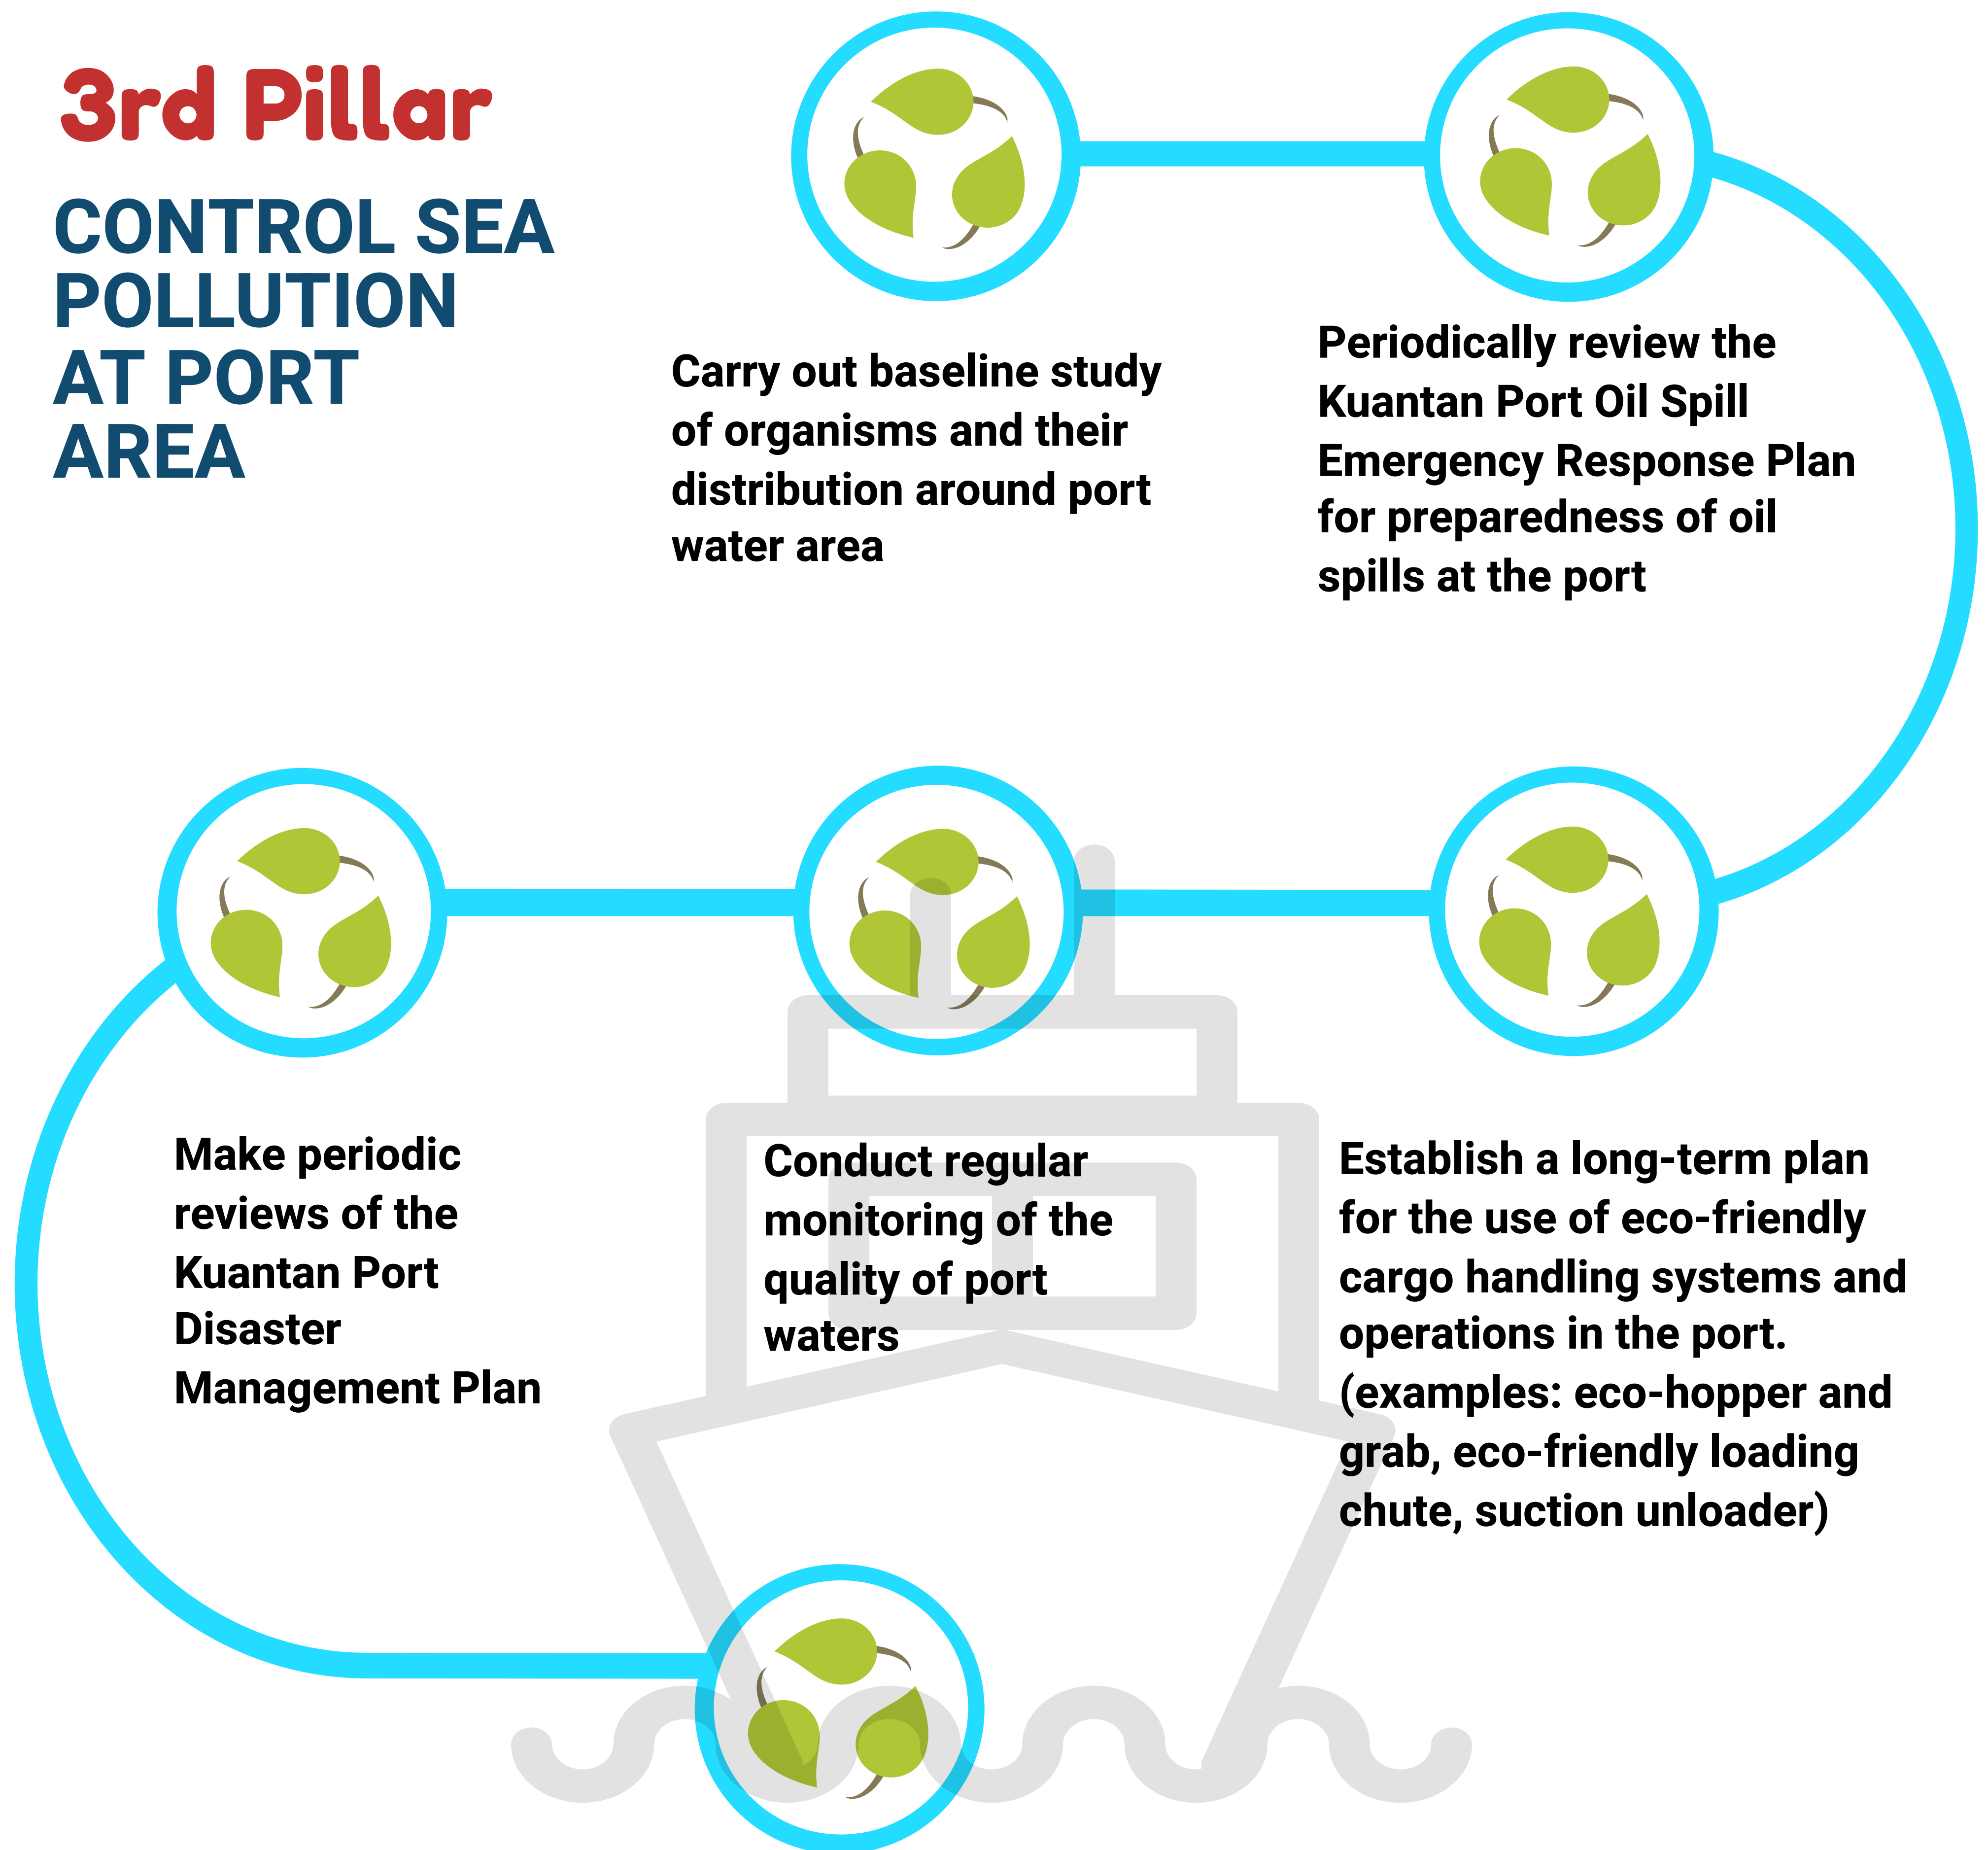 3rd Pillar
CONTROL SEA
POLLUTION
AT PORT
AREA
Carry out baseline study
of organisms and their
distribution around port
water area
Periodically review the
Kuantan Port Oil Spill
Emergency Response Plan
for preparedness of oil
spills at the port
Make periodic
reviews of the
Kuantan Port
Disaster
Management Plan
Conduct regular
monitoring of the
quality of port
waters
Establish a long-term plan
for the use of eco-friendly
cargo handling systems and
operations in the port.
(examples: eco-hopper and
grab, eco-friendly loading
chute, suction unloader)